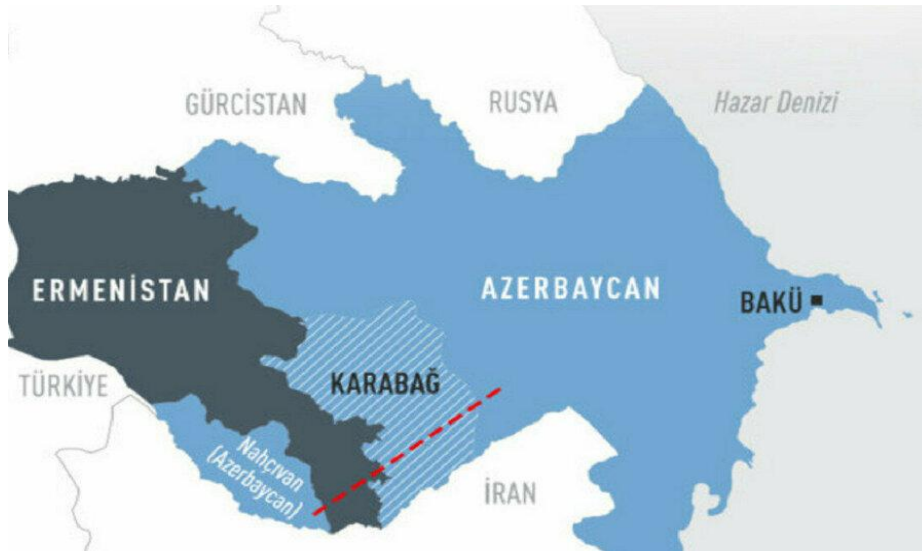 GÜRCİSTAN
RUSYA
Hazar Denizi
ERMENİSTAN
AZERBAYCAN
BAKÜ
TÜRKİYE
KARABAĞ
Nahçıvan
(Azerbaycan)
İRAN